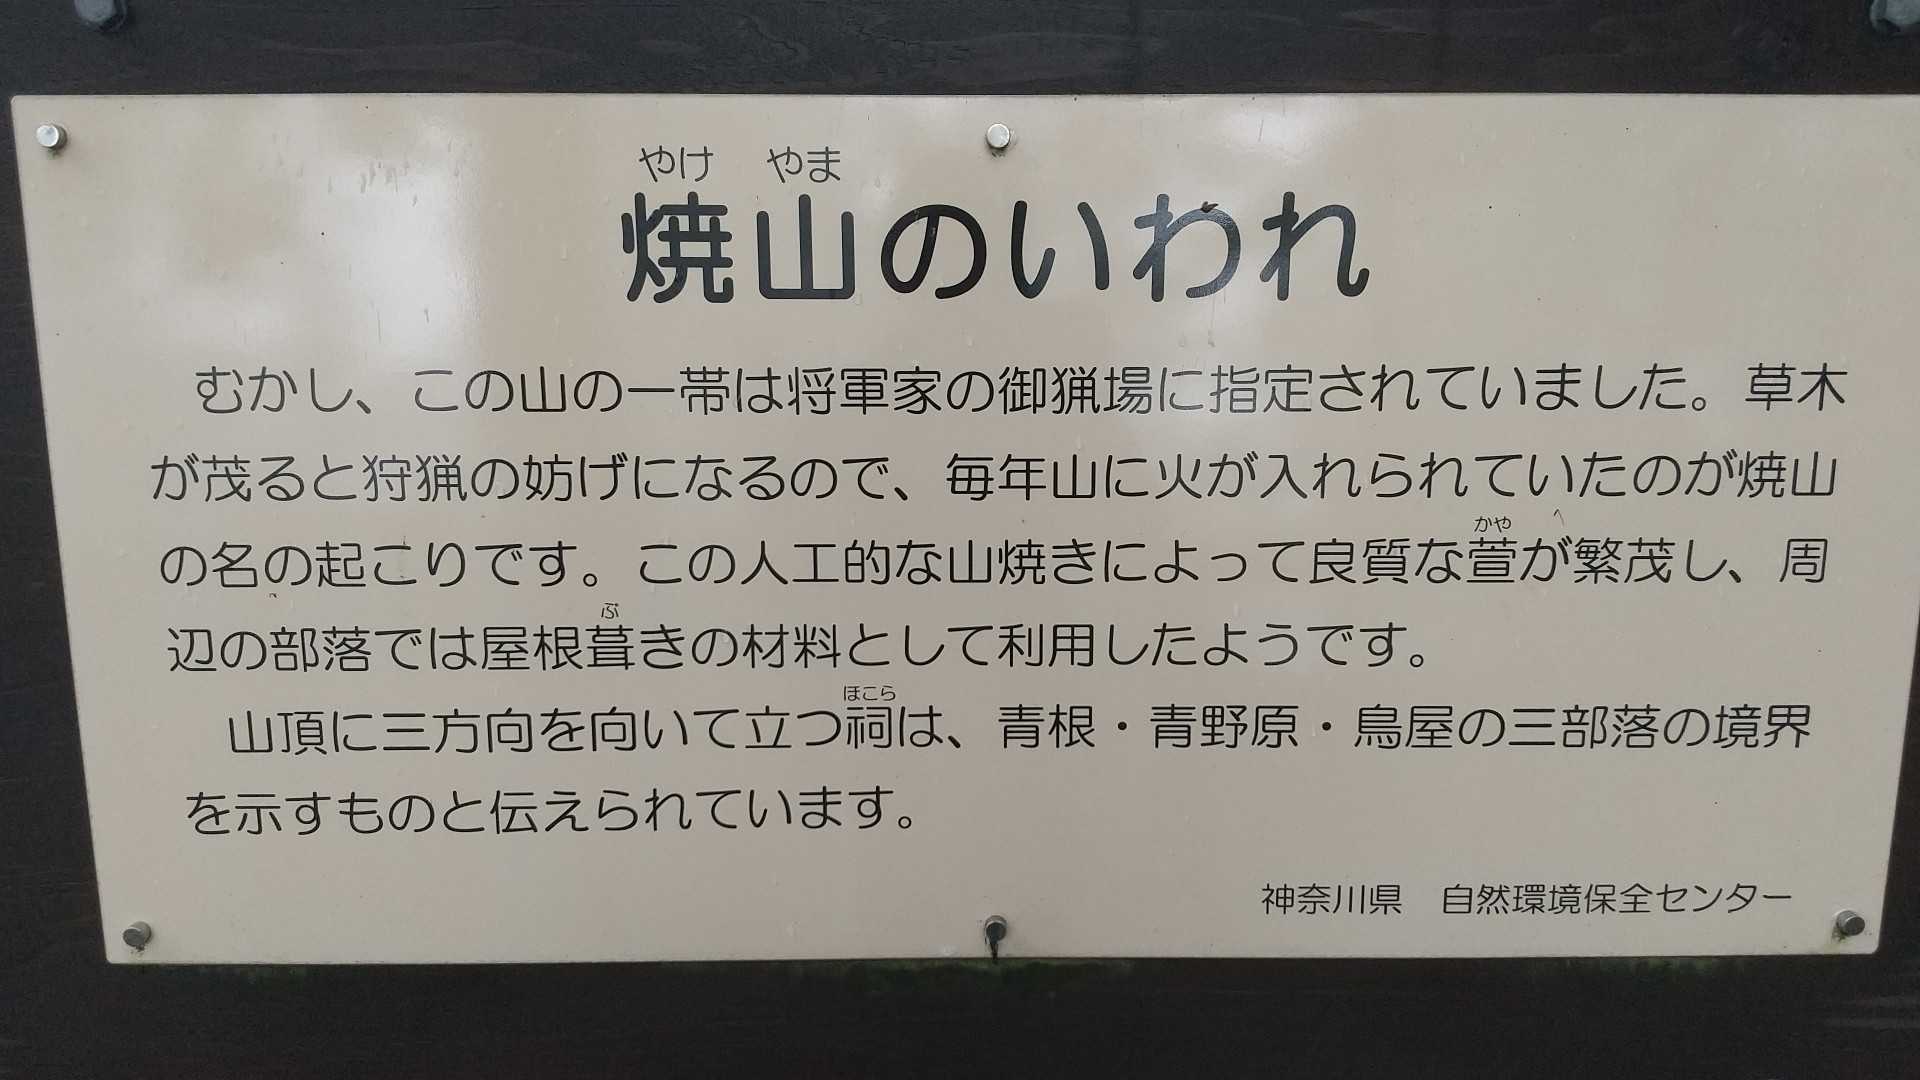 やけ やま
焼山のいわれ
むかし、この山の一帯は将軍家の御猟場に指定されていました。草木
が茂ると狩猟の妨げになるので、毎年山に火が入れられていたのが焼山
かや
の名の起こりです。この人工的な山焼きによって良質な萱が繁茂し、周
ぶ
辺の部落では屋根葺きの材料として利用したようです。
ほこら
山頂に三方向を向いて立つ祠は、青根・青野原・鳥屋の三部落の境界
を示すものと伝えられています。
神奈川県 自然環境保全センター